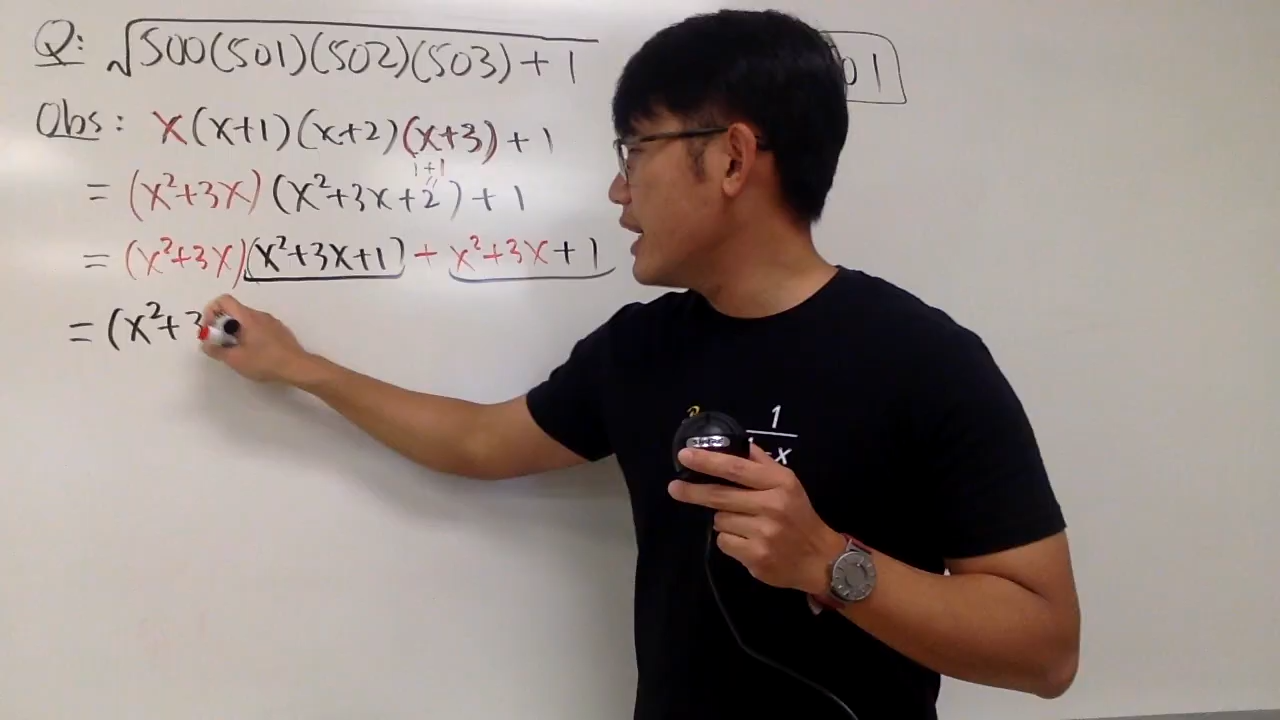 Q: √500(501)(502)(503)+1
01
Obs: x(x+1)(x+2)(x+3)+1
1+1
= (x²+3x)(x²+3x+2)+1
= (x²+3x)(x²+3x+1) + x²+3x+1
= (x²+3
1
x